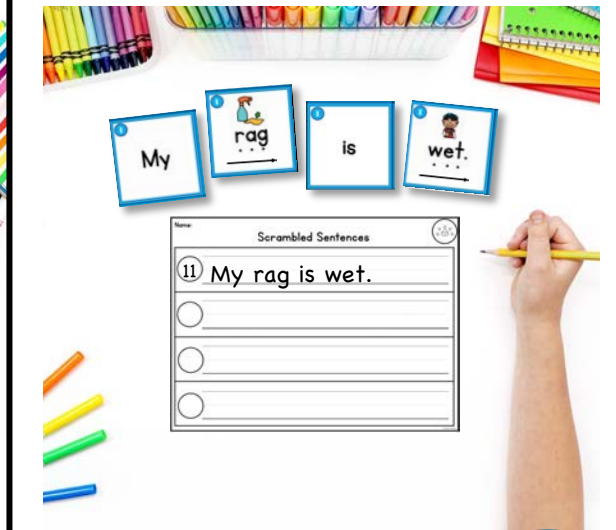 My rag is wet.
Name:
Scrambled Sentences
11 My rag is wet.